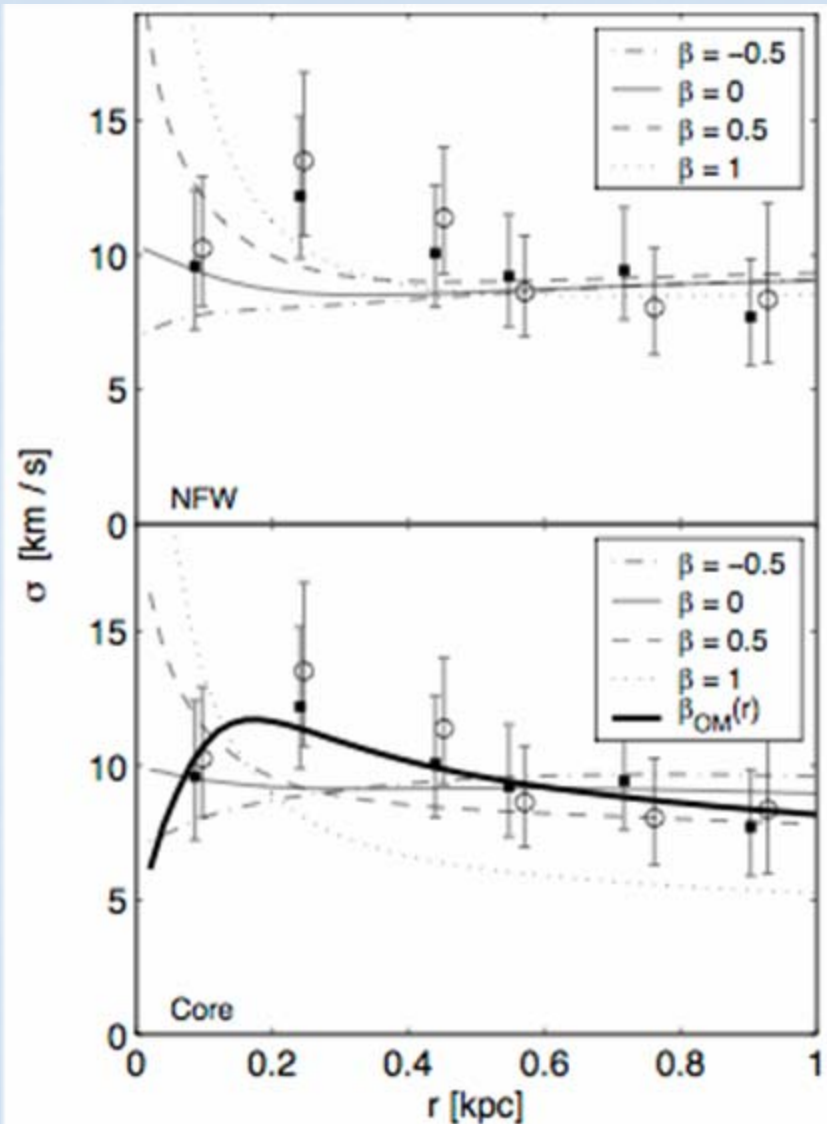 β = −0.5
β = 0
β = 0.5
β = 1
15
10
5
0
NFW
σ [km / s]
β = −0.5
β = 0
β = 0.5
β = 1
β_OM(r)
15
10
5
0
Core
0 0.2 0.4 0.6 0.8 1
r [kpc]